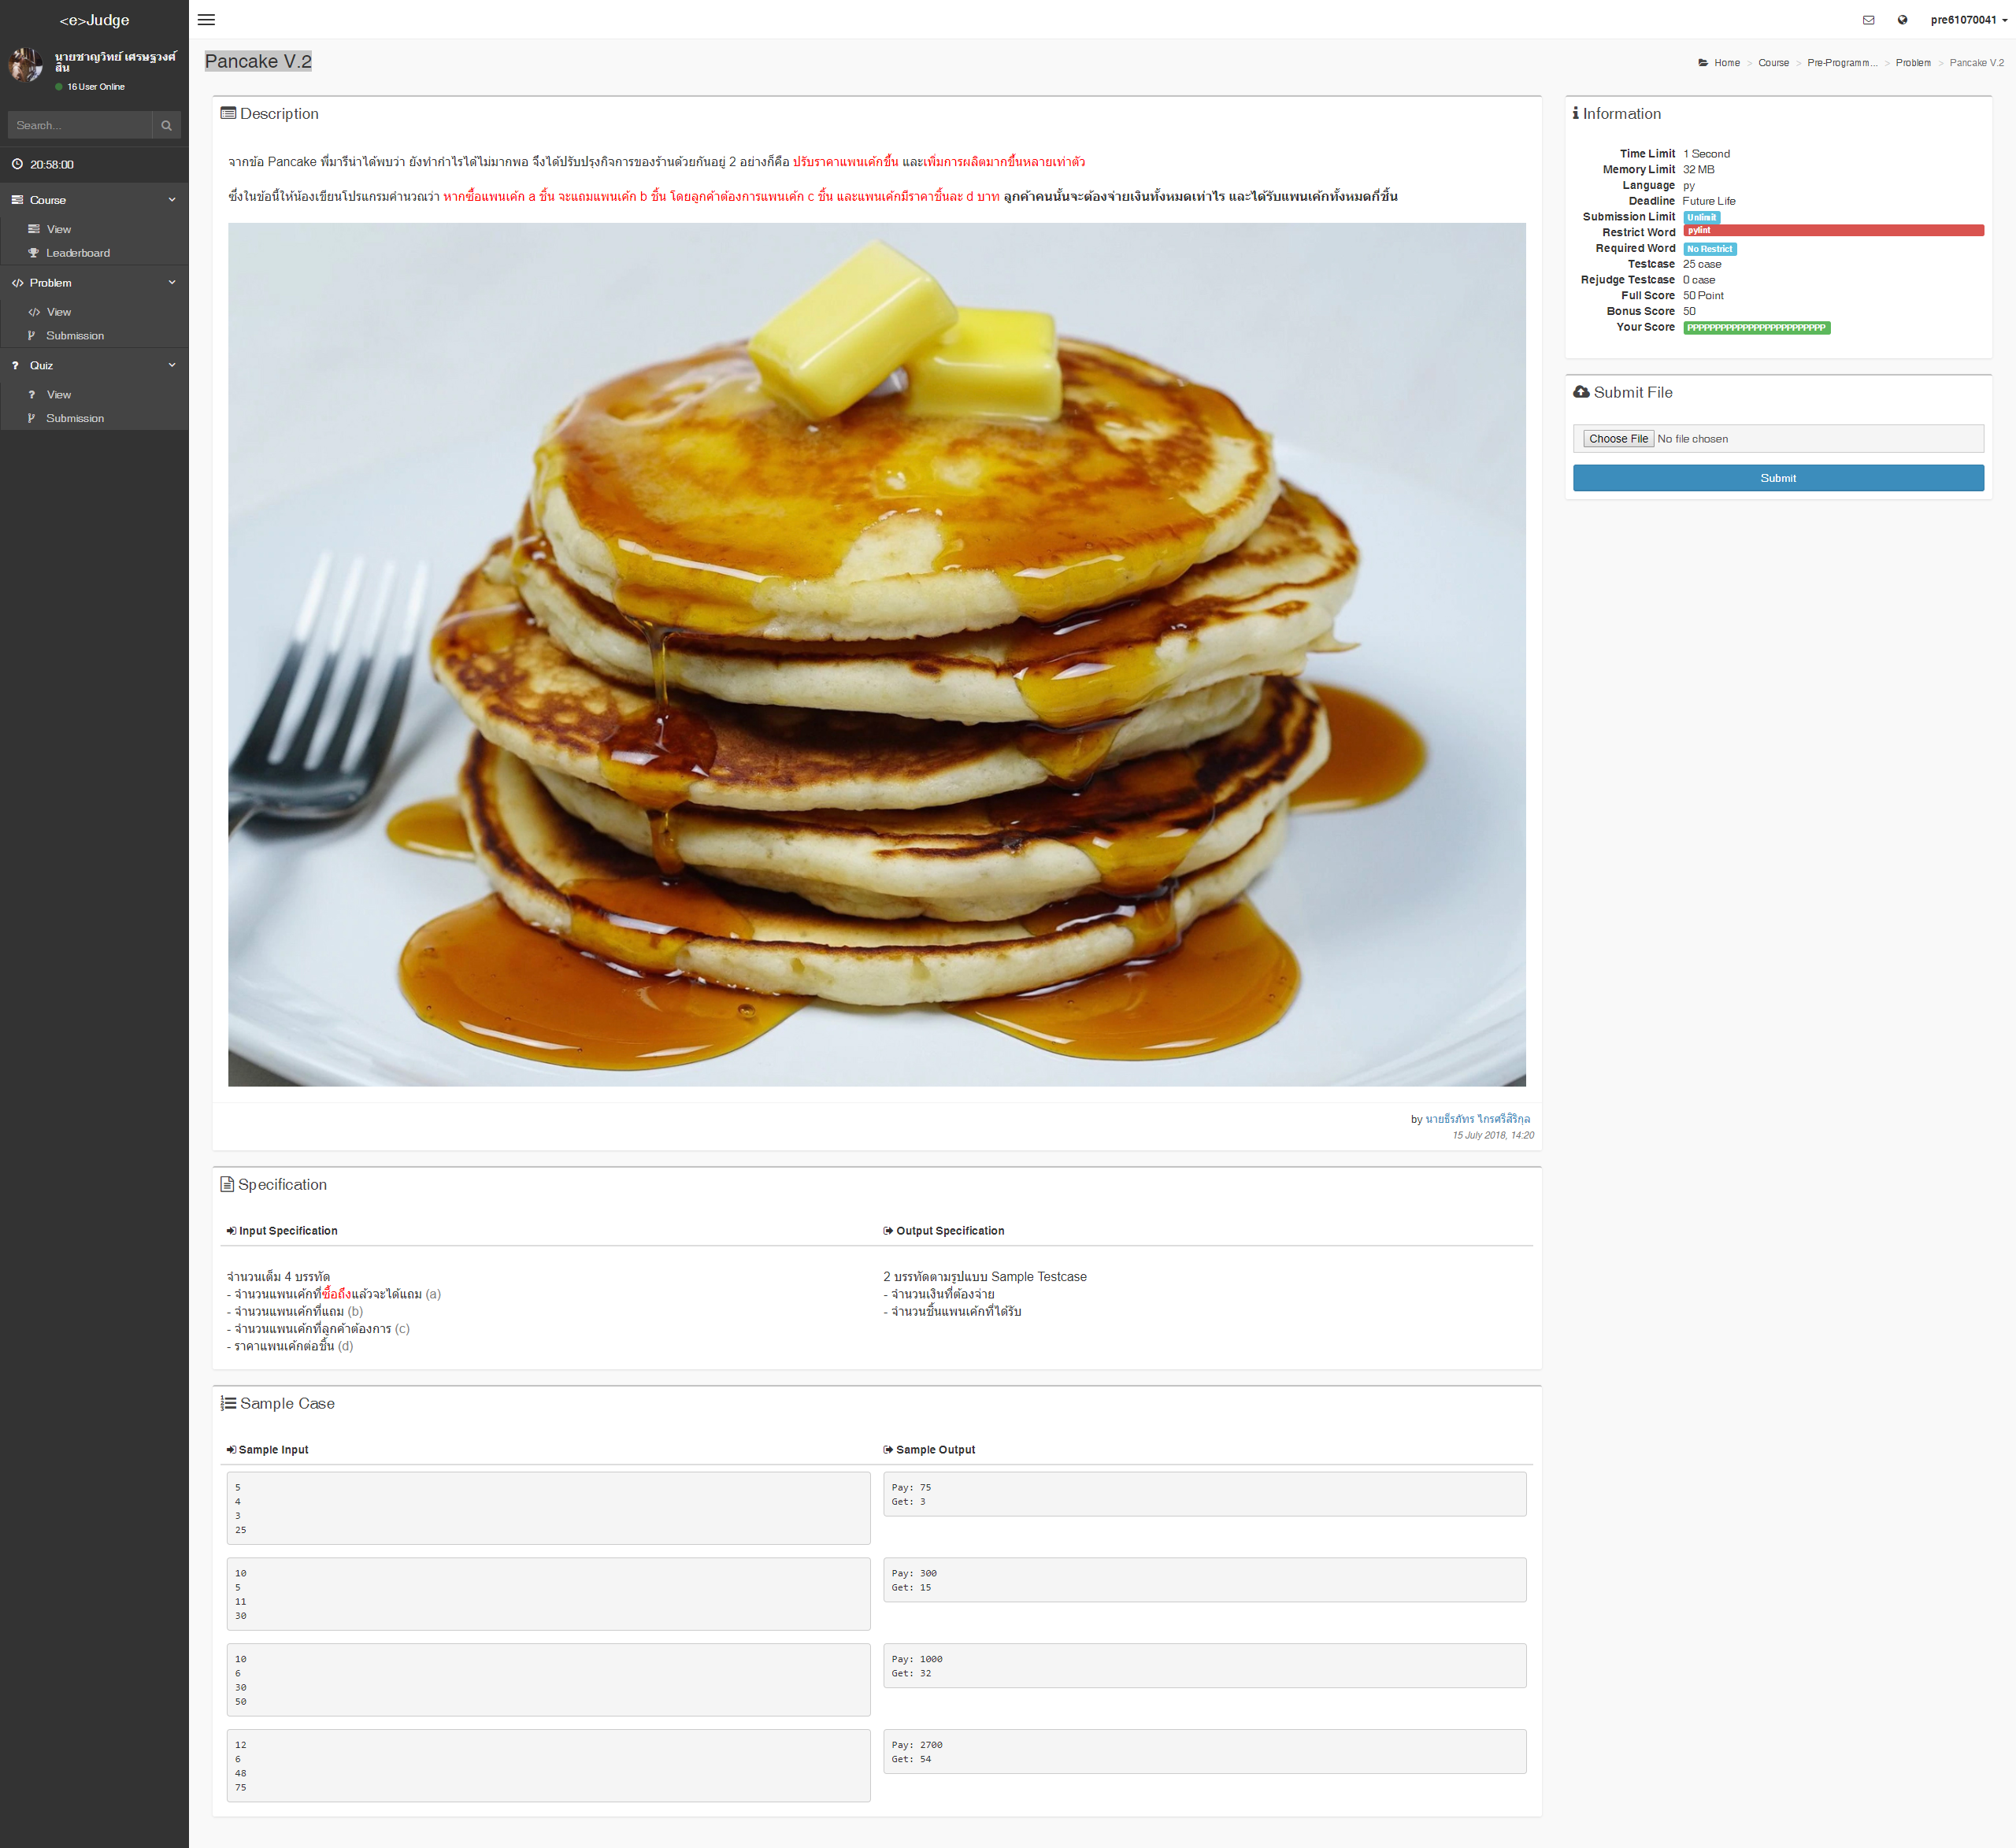 <e>Judge
pre61070041
นายชาญวิทย์ เศรษฐวงศ์
สิน
16 User Online
Search...
20:58:00
Course
View
Leaderboard
Problem
View
Submission
Quiz
View
Submission
Pancake V.2
Home > Course > Pre-Programm... > Problem > Pancake V.2
Description
จากข้อ Pancake พี่มารีน่าได้พบว่า ยังทำกำไรได้ไม่มากพอ จึงได้ปรับปรุงกิจการของร้านด้วยกันอยู่ 2 อย่างก็คือ ปรับราคาแพนเค้กขึ้น และเพิ่มการผลิตมากขึ้นหลายเท่าตัว
ซึ่งในข้อนี้ให้น้องเขียนโปรแกรมคำนวณว่า หากซื้อแพนเค้ก a ชิ้น จะแถมแพนเค้ก b ชิ้น โดยลูกค้าต้องการแพนเค้ก c ชิ้น และแพนเค้กมีราคาชิ้นละ d บาท ลูกค้าคนนั้นจะต้องจ่ายเงินทั้งหมดเท่าไร และได้รับแพนเค้กทั้งหมดกี่ชิ้น
by นายธีรภัทร ไกรศรีสิริกุล
15 July 2018, 14:20
Information
Time Limit 1 Second
Memory Limit 32 MB
Language py
Deadline Future Life
Submission Limit Unlimit
Restrict Word pylint
Required Word No Restrict
Testcase 25 case
Rejudge Testcase 0 case
Full Score 50 Point
Bonus Score 50
Your Score PPPPPPPPPPPPPPPPPPPPPPPPP
Submit File
Choose File No file chosen
Submit
Specification
Input Specification
จำนวนเต็ม 4 บรรทัด
- จำนวนแพนเค้กที่ซื้อถึงแล้วจะได้แถม (a)
- จำนวนแพนเค้กที่แถม (b)
- จำนวนแพนเค้กที่ลูกค้าต้องการ (c)
- ราคาแพนเค้กต่อชิ้น (d)
Output Specification
2 บรรทัดตามรูปแบบ Sample Testcase
- จำนวนเงินที่ต้องจ่าย
- จำนวนชิ้นแพนเค้กที่ได้รับ
Sample Case
Sample Input
Sample Output
5
4
3
25
Pay: 75
Get: 3
10
5
11
30
Pay: 300
Get: 15
10
6
30
50
Pay: 1000
Get: 32
12
6
48
75
Pay: 2700
Get: 54